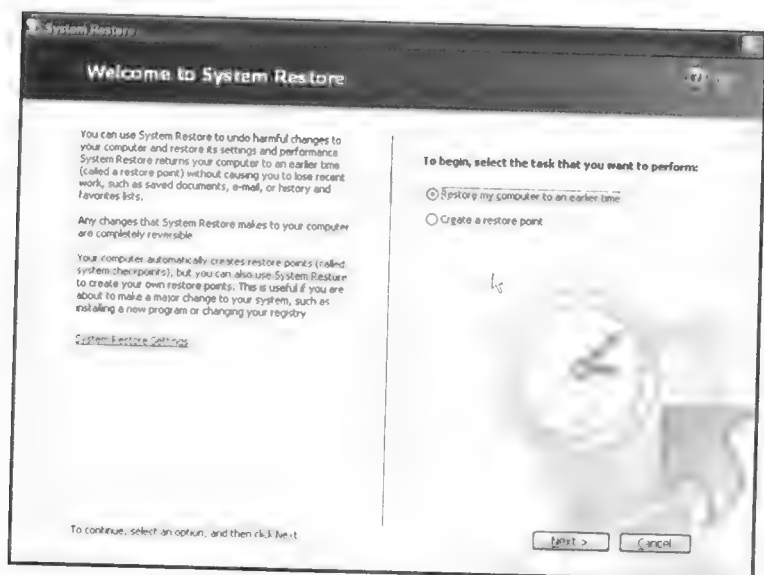 System Restore
Welcome to System Restore
You can use System Restore to undo harmful changes to
your computer and restore its settings and performance
System Restore returns your computer to an earlier time
(called a restore point) without causing you to lose recent
work, such as saved documents, e-mail, or history and
favorites lists.
Any changes that System Restore makes to your computer
are completely reversible
Your computer automatically creates restore points (called
system checkpoints), but you can also use System Restore
to create your own restore points. This is useful if you are
about to make a major change to your system, such as
installing a new program or changing your registry
System Restore Settings
To begin, select the task that you want to perform:
Restore my computer to an earlier time
Create a restore point
To continue, select an option, and then click Next
Next >
Cancel